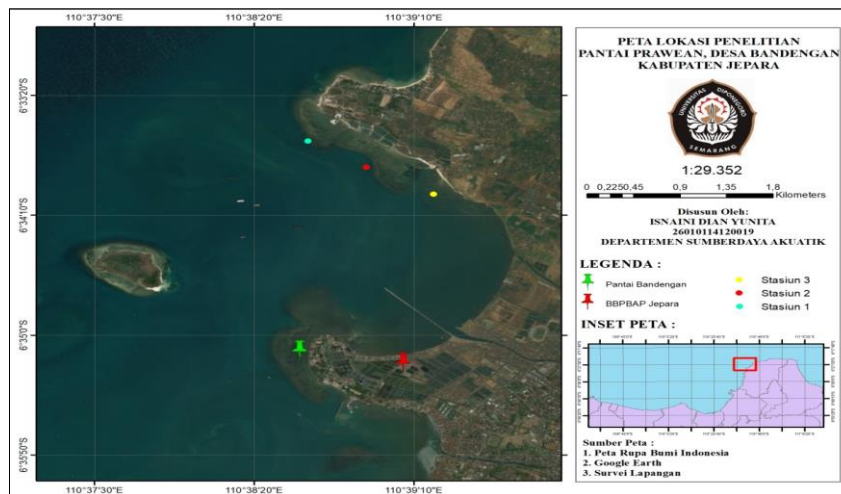 110°37'30"E 110°38'20"E 110°39'10"E
6°33'20"S
6°34'10"S
6°35'0"S
6°35'50"S
110°37'30"E 110°38'20"E 110°39'10"E
PETA LOKASI PENELITIAN
PANTAI PRAWEAN, DESA BANDENGAN
KABUPATEN JEPARA
UNIVERSITAS DIPONEGORO
SEMARANG
1:29.352
0 0,2250,45 0,9 1,35 1,8
Kilometers
Disusun Oleh:
ISNAINI DIAN YUNITA
26010114120019
DEPARTEMEN SUMBERDAYA AKUATIK
LEGENDA :
Pantai Bandengan
BBPBAP Jepara
Stasiun 3
Stasiun 2
Stasiun 1
INSET PETA :
Sumber Peta :
1. Peta Rupa Bumi Indonesia
2. Google Earth
3. Survei Lapangan